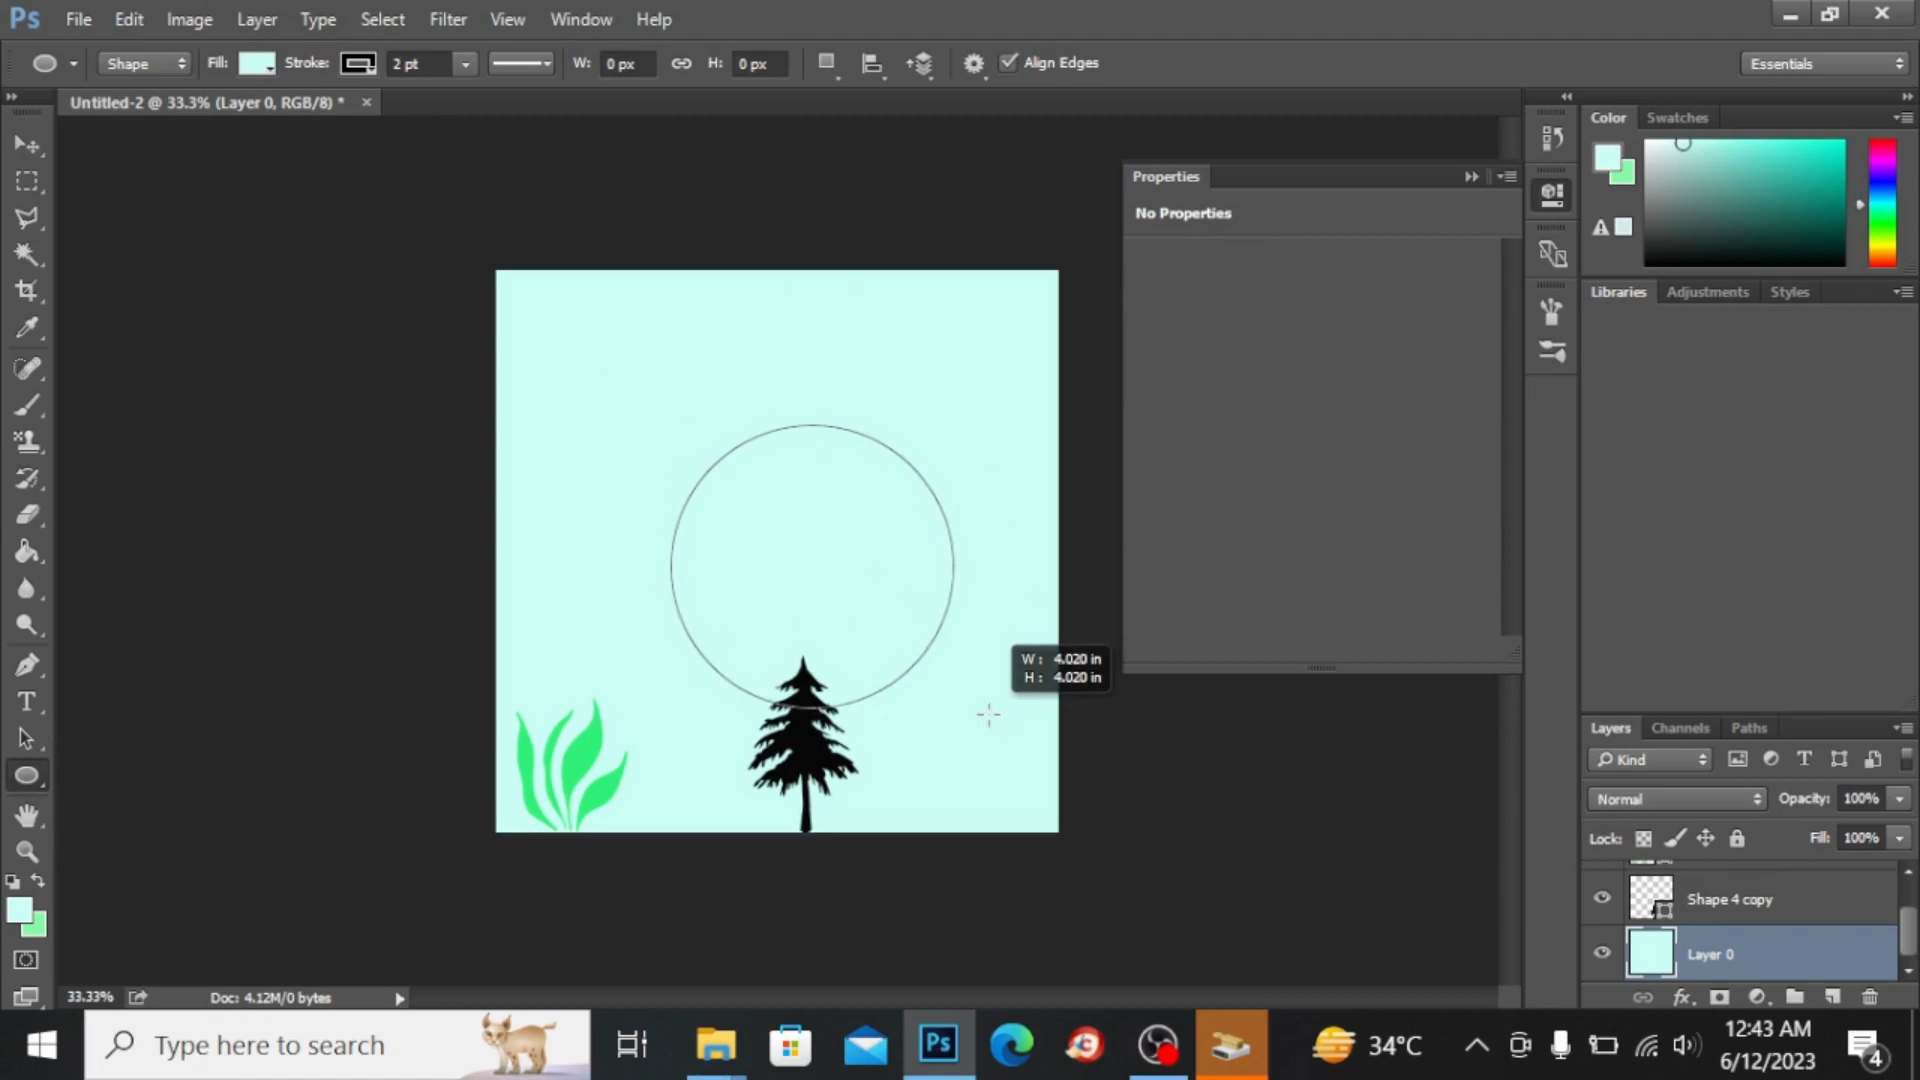 Ps File Edit Image Layer Type Select Filter View Window Help
Shape Fill: Stroke: 2 pt W: 0 px H: 0 px Align Edges Essentials
Untitled-2 @ 33.3% (Layer 0, RGB/8) * ×
Color Swatches
Properties
No Properties
Libraries Adjustments Styles
W: 4.020 in
H: 4.020 in
T
Layers Channels Paths
Kind T
Normal Opacity: 100%
Lock: Fill: 100%
Shape 4 copy
Layer 0
fx
33.33% Doc: 4.12M/0 bytes
Type here to search Ps 34°C 12:43 AM
6/12/2023 4